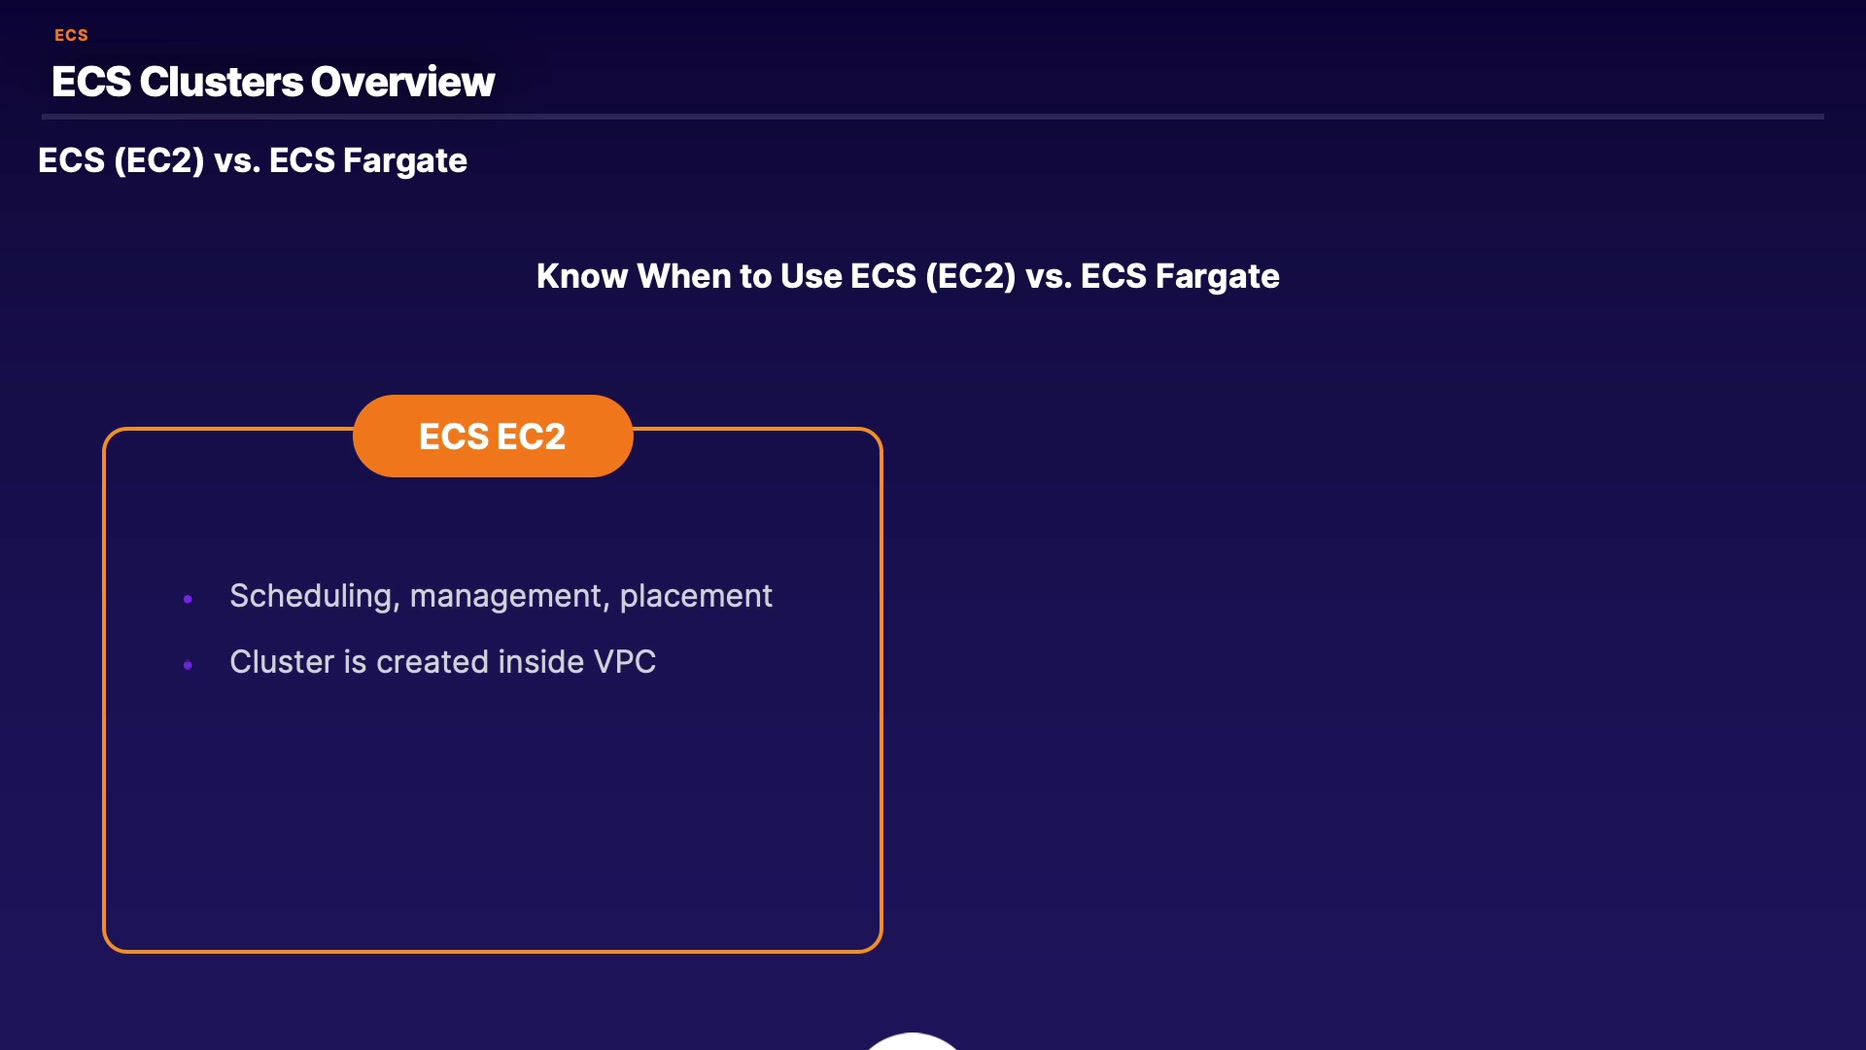 ECS
ECS Clusters Overview
ECS (EC2) vs. ECS Fargate
Know When to Use ECS (EC2) vs. ECS Fargate
ECS EC2
• Scheduling, management, placement
• Cluster is created inside VPC